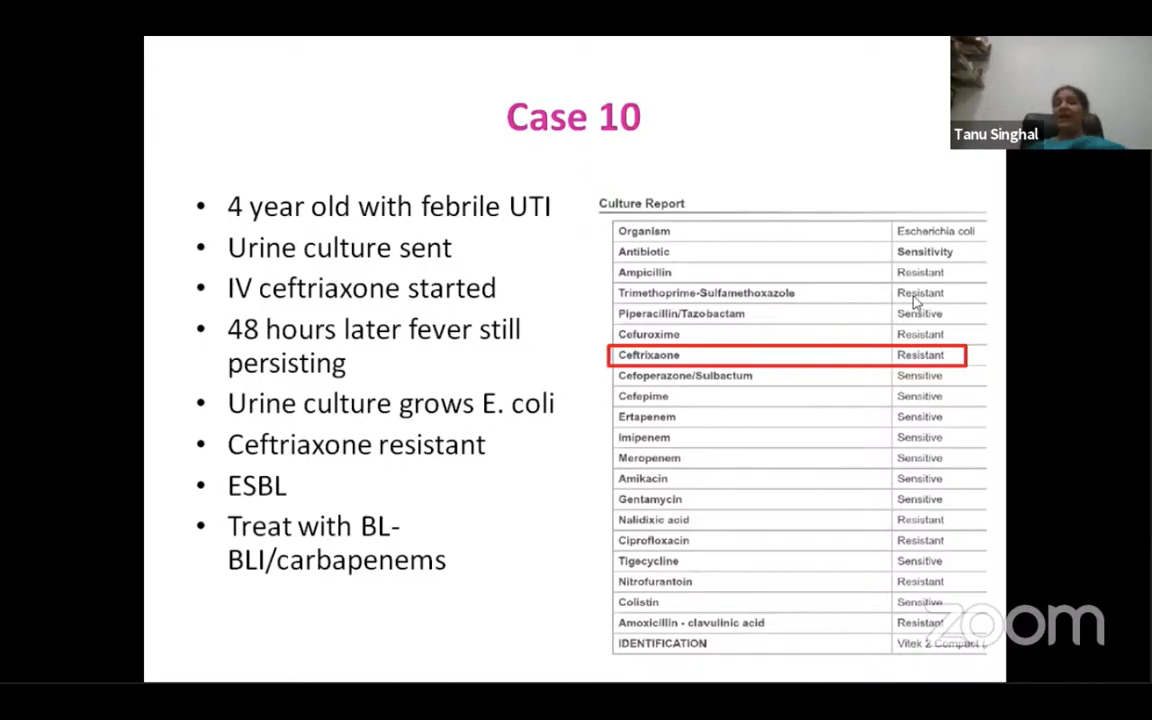 Case 10
Tanu Singhal
• 4 year old with febrile UTI
• Urine culture sent
• IV ceftriaxone started
• 48 hours later fever still
persisting
• Urine culture grows E. coli
• Ceftriaxone resistant
• ESBL
• Treat with BL-
BLI/carbapenems
Culture Report
Organism Escherichia coli
Antibiotic Sensitivity
Ampicillin Resistant
Trimethoprime-Sulfamethoxazole Resistant
Piperacillin/Tazobactam Sensitive
Cefuroxime Resistant
Ceftrixaone Resistant
Cefoperazone/Sulbactum Sensitive
Cefepime Sensitive
Ertapenem Sensitive
Imipenem Sensitive
Meropenem Sensitive
Amikacin Sensitive
Gentamycin Sensitive
Nalidixic acid Resistant
Ciprofloxacin Resistant
Tigecycline Sensitive
Nitrofurantoin Resistant
Colistin Sensitive
Amoxicillin - clavulinic acid Resistant
IDENTIFICATION Vitek 2 Compact (
zoom